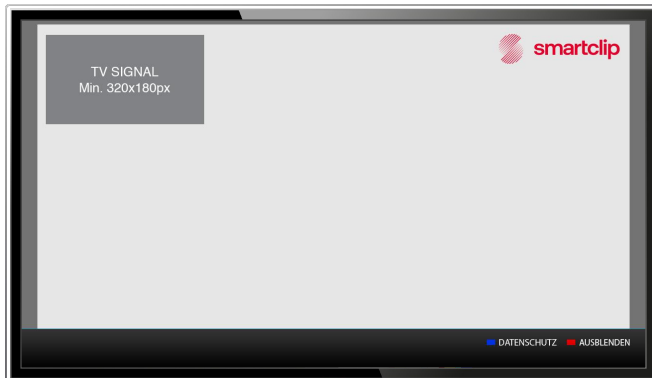 TV SIGNAL
Min. 320x180px
smartclip
DATENSCHUTZ
AUSBLENDEN